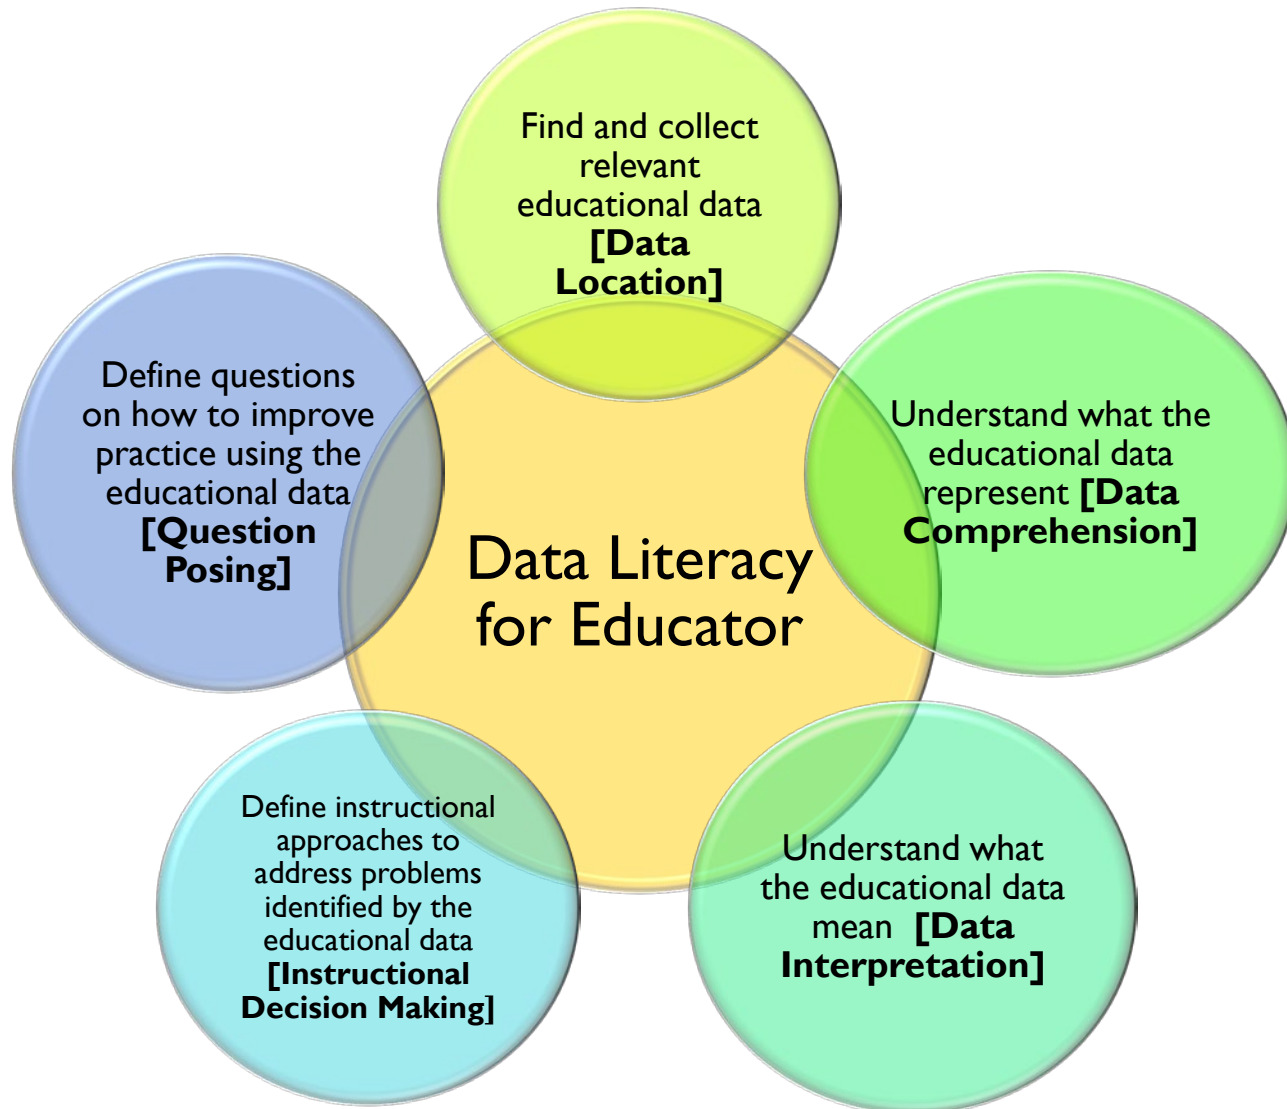 Find and collect
relevant
educational data
[Data
Location]
Understand what the
educational data
represent [Data
Comprehension]
Understand what
the educational data
mean [Data
Interpretation]
Define instructional
approaches to
address problems
identified by the
educational data
[Instructional
Decision Making]
Define questions
on how to improve
practice using the
educational data
[Question
Posing]
Data Literacy
for Educator